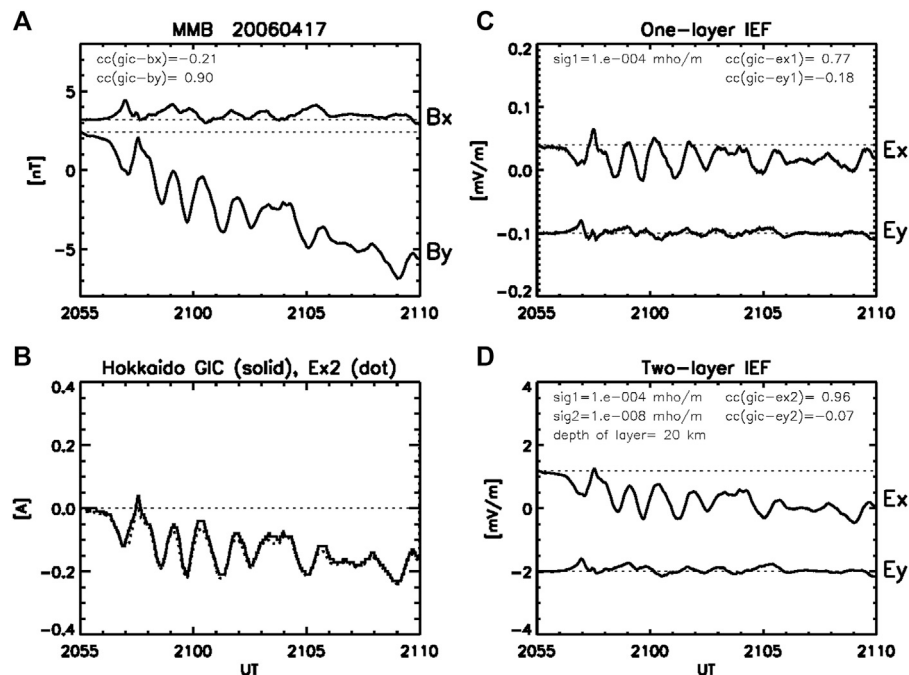 A
MMB 20060417
cc(gic-bx)=-0.21
cc(gic-by)= 0.90
[nT]
5
0
-5
Bx
By
2055 2100 2105 2110
B
Hokkaido GIC (solid), Ex2 (dot)
[A]
0.4
0.2
0.0
-0.2
-0.4
2055 2100 2105 2110
UT
C
One-layer IEF
sig1=1.e-004 mho/m cc(gic-ex1)= 0.77
cc(gic-ey1)=-0.18
[mV/m]
0.2
0.1
0.0
-0.1
-0.2
Ex
Ey
2055 2100 2105 2110
D
Two-layer IEF
sig1=1.e-004 mho/m cc(gic-ex2)= 0.96
sig2=1.e-008 mho/m cc(gic-ey2)=-0.07
depth of layer= 20 km
[mV/m]
4
2
0
-2
-4
Ex
Ey
2055 2100 2105 2110
UT